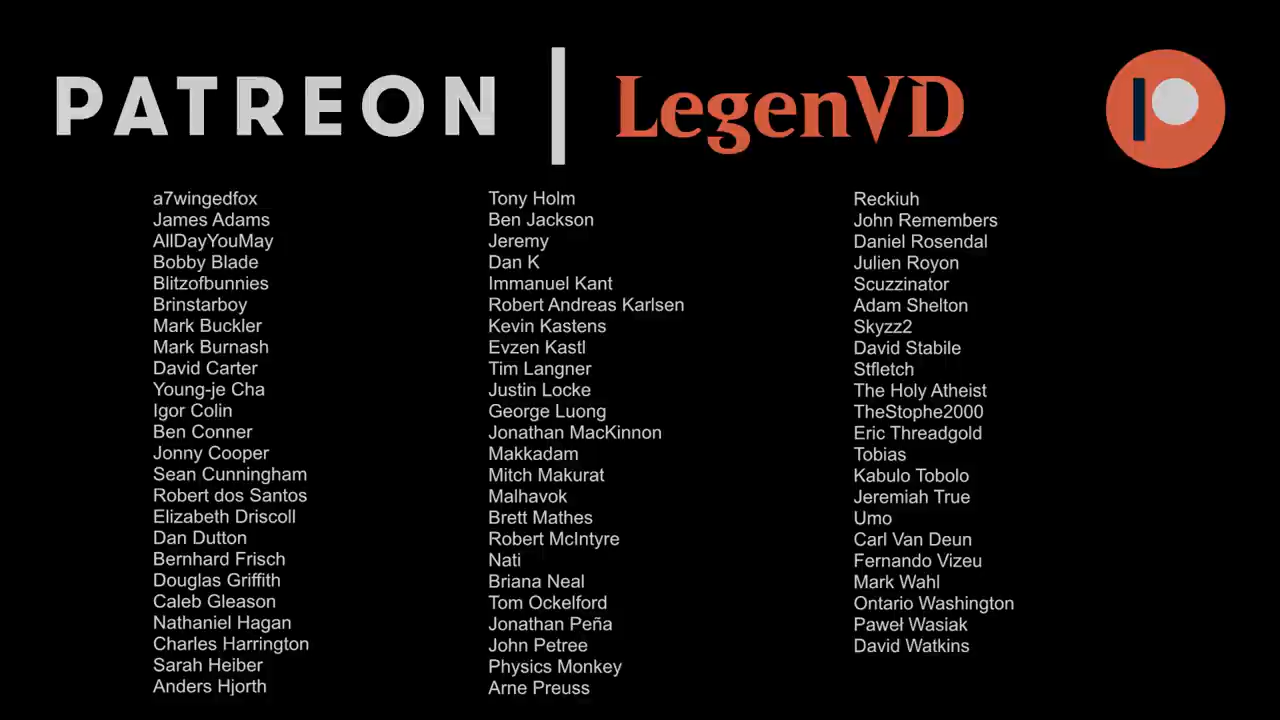 PATREON | LegenVD
a7wingedfox
James Adams
AllDayYouMay
Bobby Blade
Blitzofbunnies
Brinstarboy
Mark Buckler
Mark Burnash
David Carter
Young-je Cha
Igor Colin
Ben Conner
Jonny Cooper
Sean Cunningham
Robert dos Santos
Elizabeth Driscoll
Dan Dutton
Bernhard Frisch
Douglas Griffith
Caleb Gleason
Nathaniel Hagan
Charles Harrington
Sarah Heiber
Anders Hjorth
Tony Holm
Ben Jackson
Jeremy
Dan K
Immanuel Kant
Robert Andreas Karlsen
Kevin Kastens
Evzen Kastl
Tim Langner
Justin Locke
George Luong
Jonathan MacKinnon
Makkadam
Mitch Makurat
Malhavok
Brett Mathes
Robert McIntyre
Nati
Briana Neal
Tom Ockelford
Jonathan Peña
John Petree
Physics Monkey
Arne Preuss
Reckiuh
John Remembers
Daniel Rosendal
Julien Royon
Scuzzinator
Adam Shelton
Skyzz2
David Stabile
Stfletch
The Holy Atheist
TheStophe2000
Eric Threadgold
Tobias
Kabulo Tobolo
Jeremiah True
Umo
Carl Van Deun
Fernando Vizeu
Mark Wahl
Ontario Washington
Paweł Wasiak
David Watkins